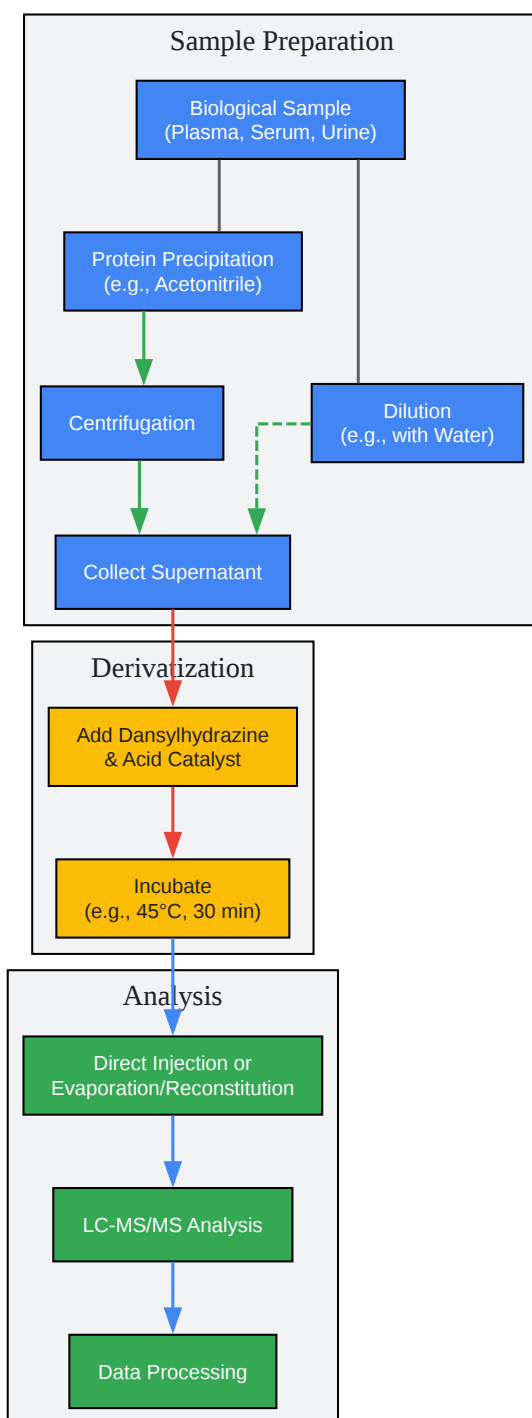 Sample Preparation
Biological Sample
(Plasma, Serum, Urine)
Protein Precipitation
(e.g., Acetonitrile)
Centrifugation
Dilution
(e.g., with Water)
Collect Supernatant
Derivatization
Add Dansylhydrazine
& Acid Catalyst
Incubate
(e.g., 45°C, 30 min)
Analysis
Direct Injection or
Evaporation/Reconstitution
LC-MS/MS Analysis
Data Processing